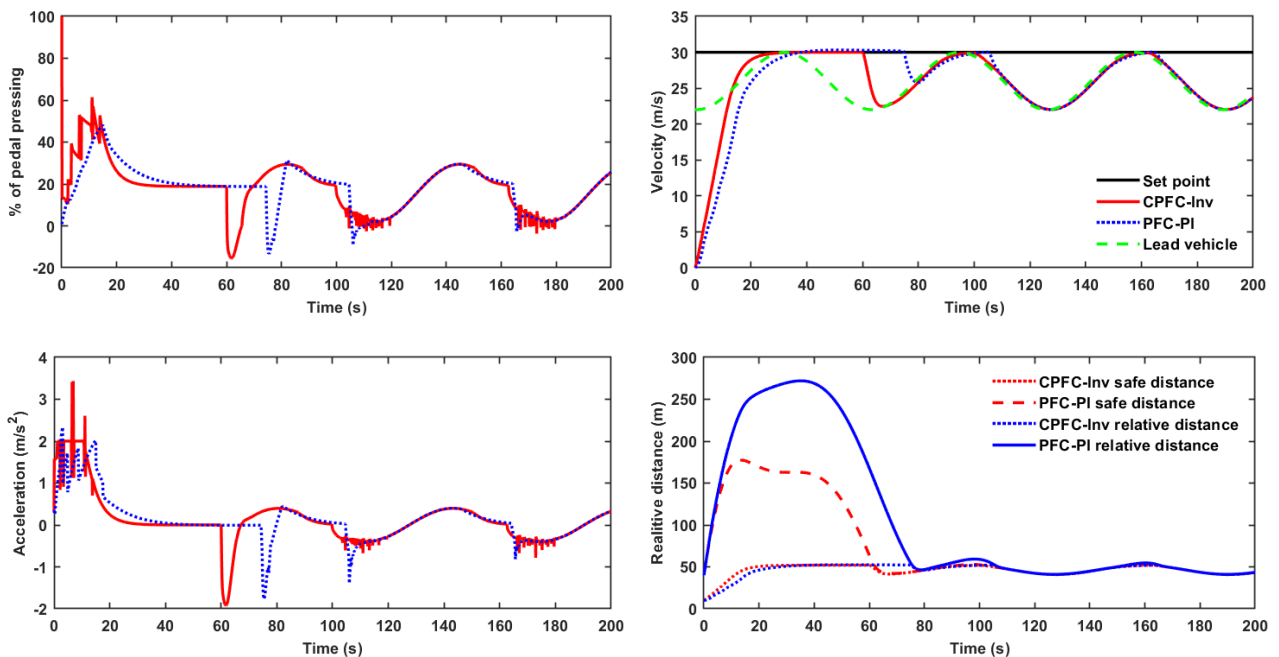 100
80
60
40
20
0
-20
% of pedal pressing
0 20 40 60 80 100 120 140 160 180 200
Time (s)
35
30
25
20
15
10
5
0
Velocity (m/s)
Set point
CPFC-Inv
PFC-PI
Lead vehicle
0 20 40 60 80 100 120 140 160 180 200
Time (s)
4
3
2
1
0
-1
-2
Acceleration (m/s²)
0 20 40 60 80 100 120 140 160 180 200
Time (s)
300
250
200
150
100
50
0
Realitive distance (m)
CPFC-Inv safe distance
PFC-PI safe distance
CPFC-Inv relative distance
PFC-PI relative distance
0 20 40 60 80 100 120 140 160 180 200
Time (s)